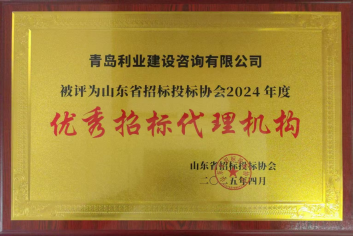 青岛利业建设咨询有限公司
被评为山东省招标投标协会2024年度
优秀招标代理机构
山东省招标投标协会
二〇二五年四月